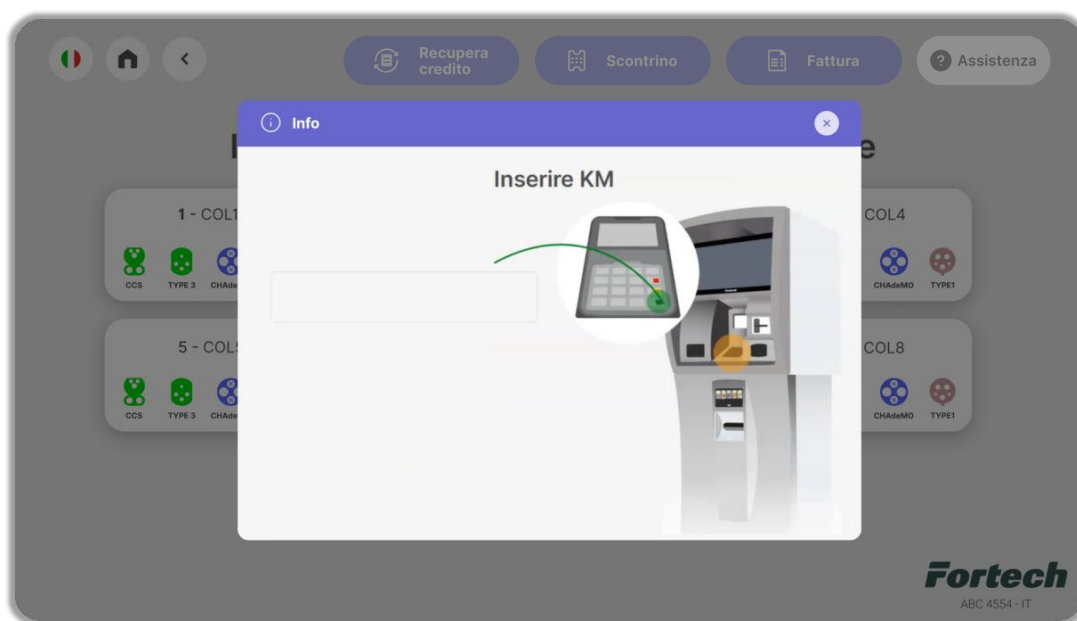 Recupera
credito
Scontrino
Fattura
? Assistenza
Info
Inserire KM
1 - COL1
COL4
CCS
TYPE 3
CHAdeMO
TYPE1
5 - COL5
COL8
CCS
TYPE 3
CHAdeMO
TYPE1
Fortech
ABC 4554 - IT